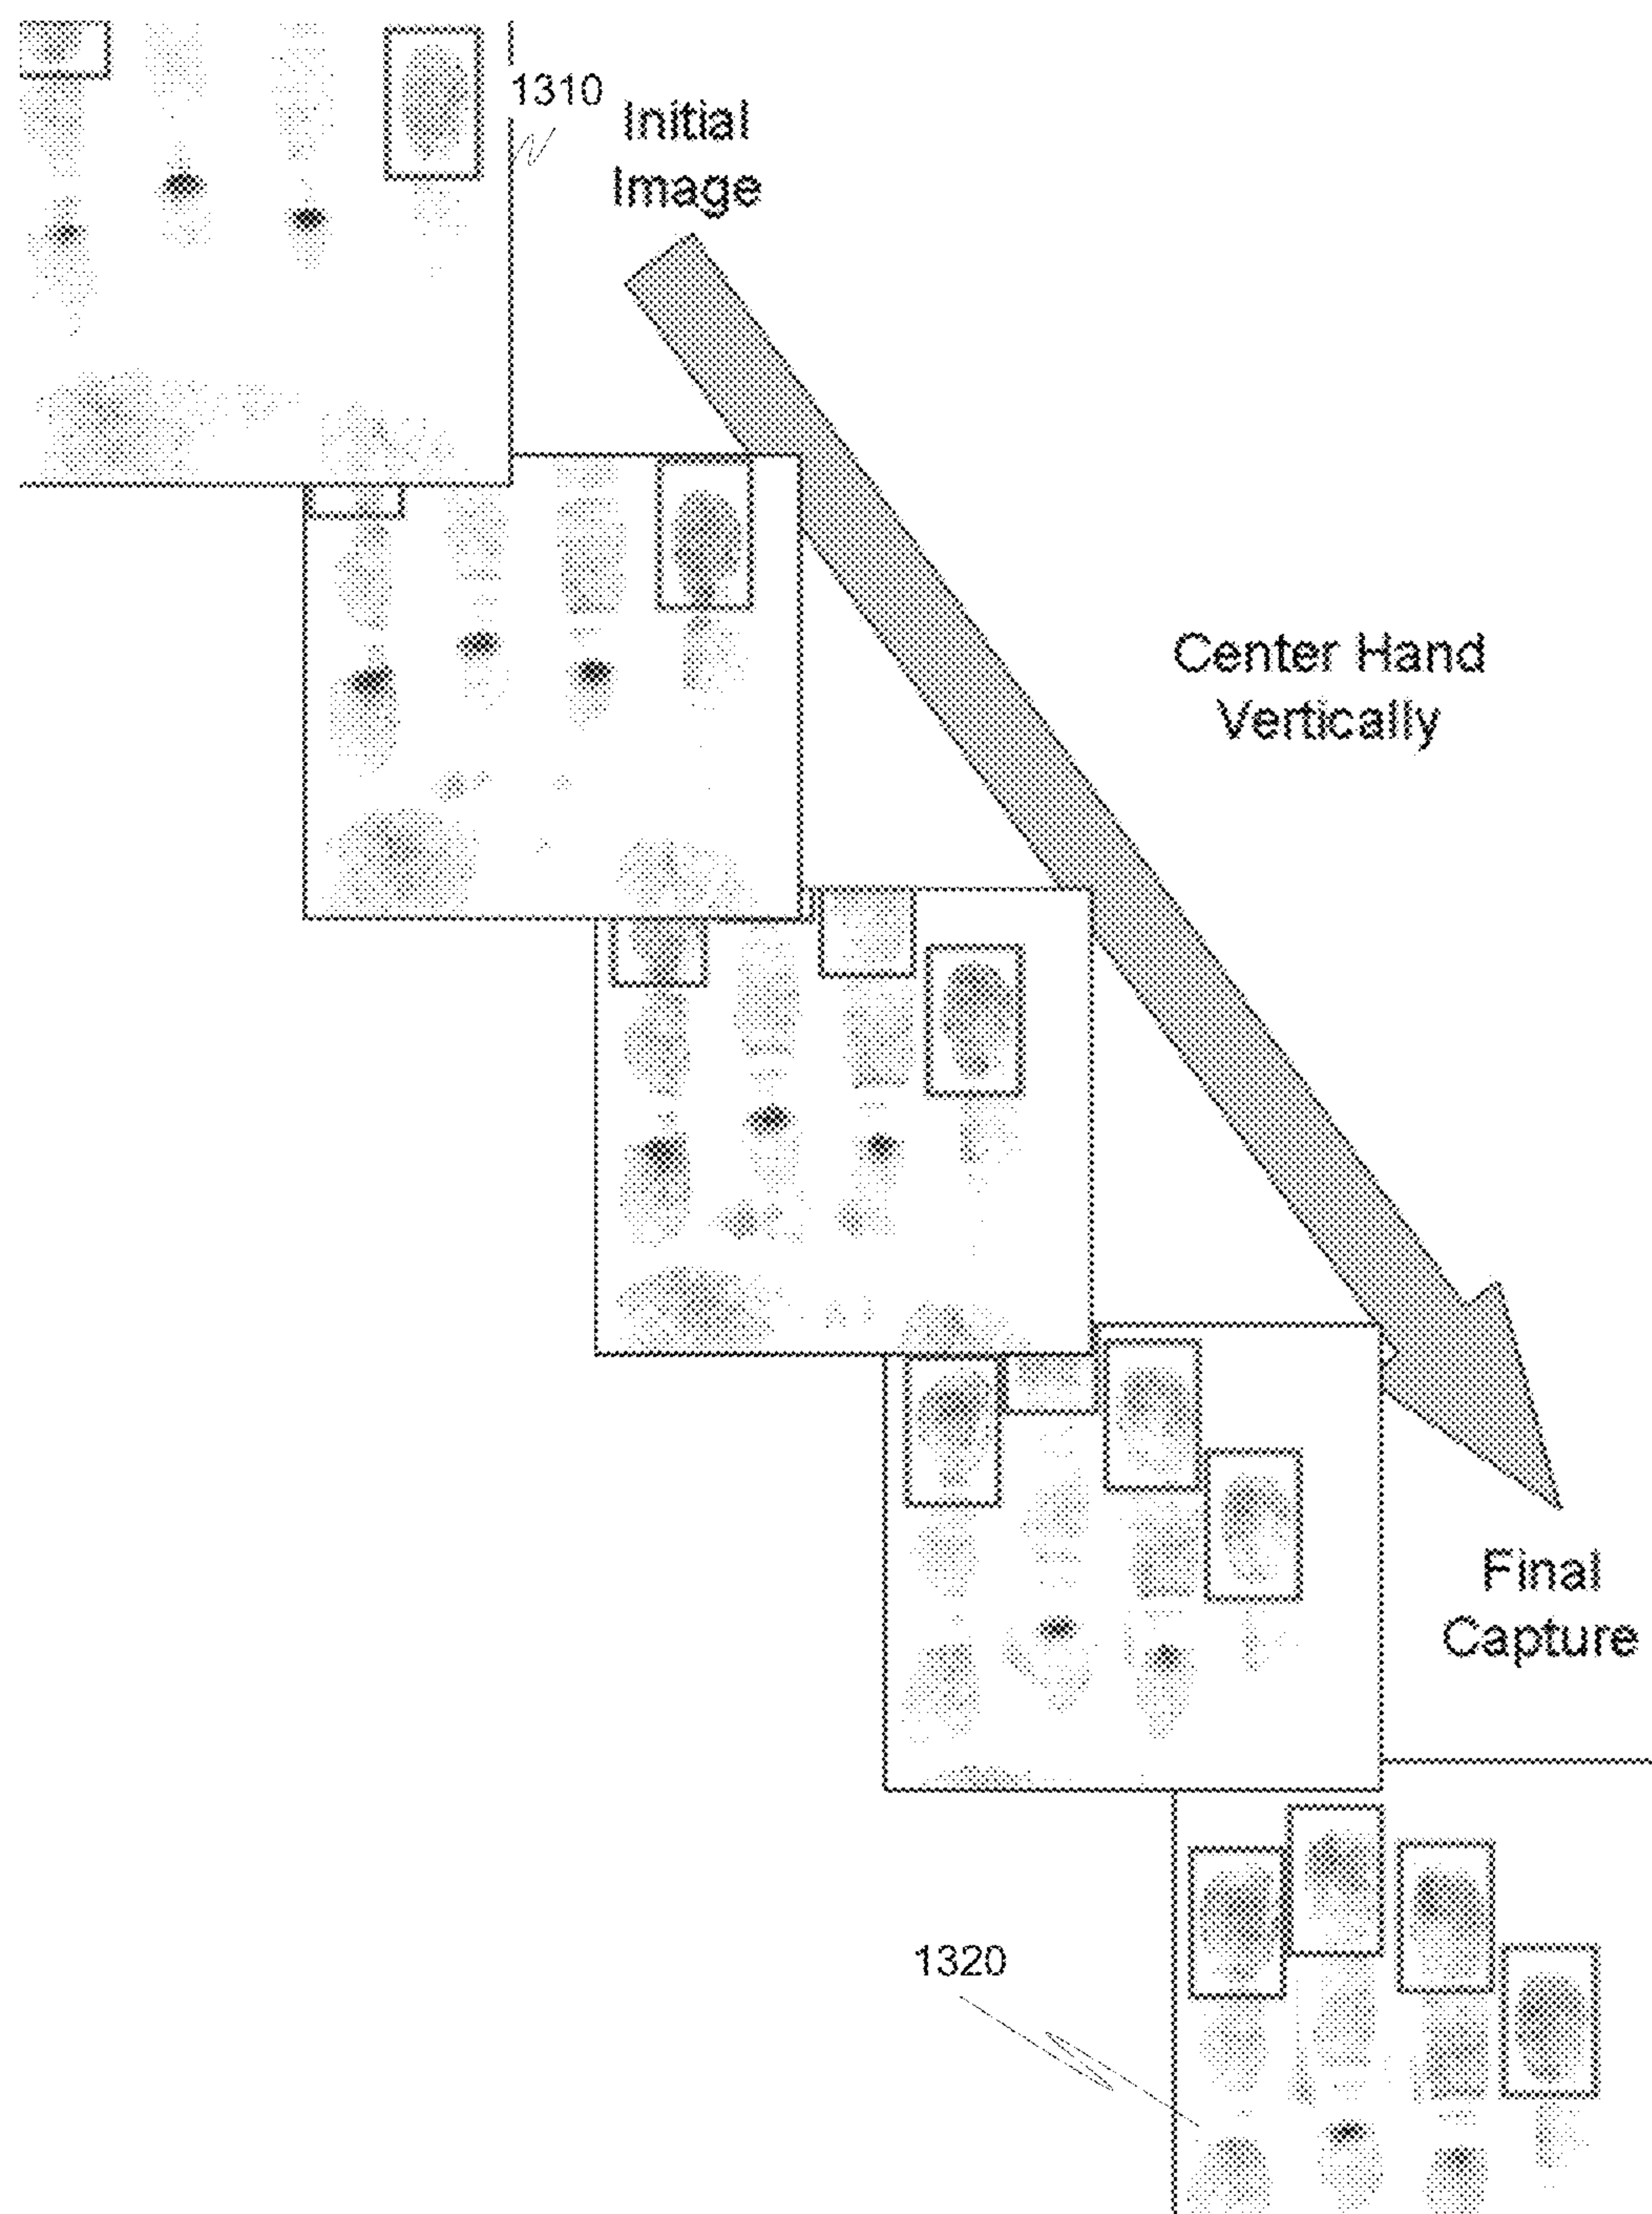 1310
Initial
Image
Center Hand
Vertically
Final
Capture
1320